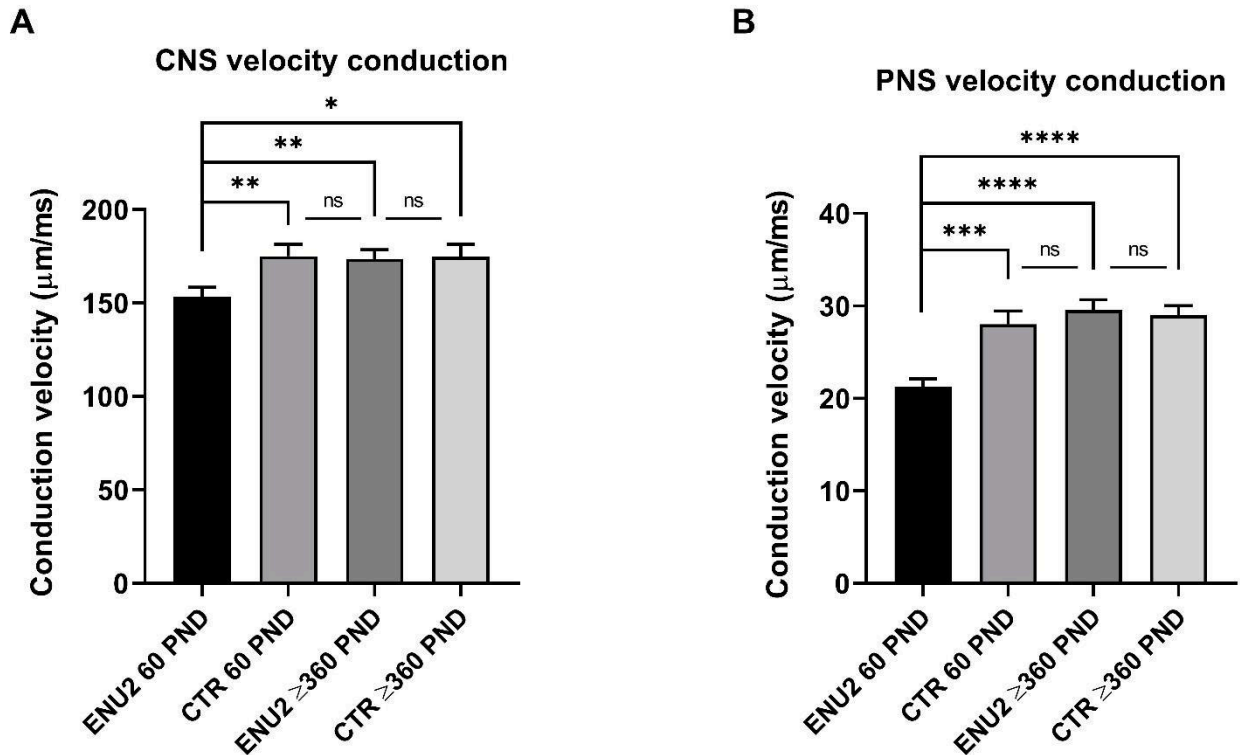 A
CNS velocity conduction
*
**
**
ns
ns
Conduction velocity (μm/ms)
200
150
100
50
0
ENU2 60 PND
CTR 60 PND
ENU2 ≥360 PND
CTR ≥360 PND
B
PNS velocity conduction
****
****
***
ns
ns
Conduction velocity (μm/ms)
40
30
20
10
0
ENU2 60 PND
CTR 60 PND
ENU2 ≥360 PND
CTR ≥360 PND